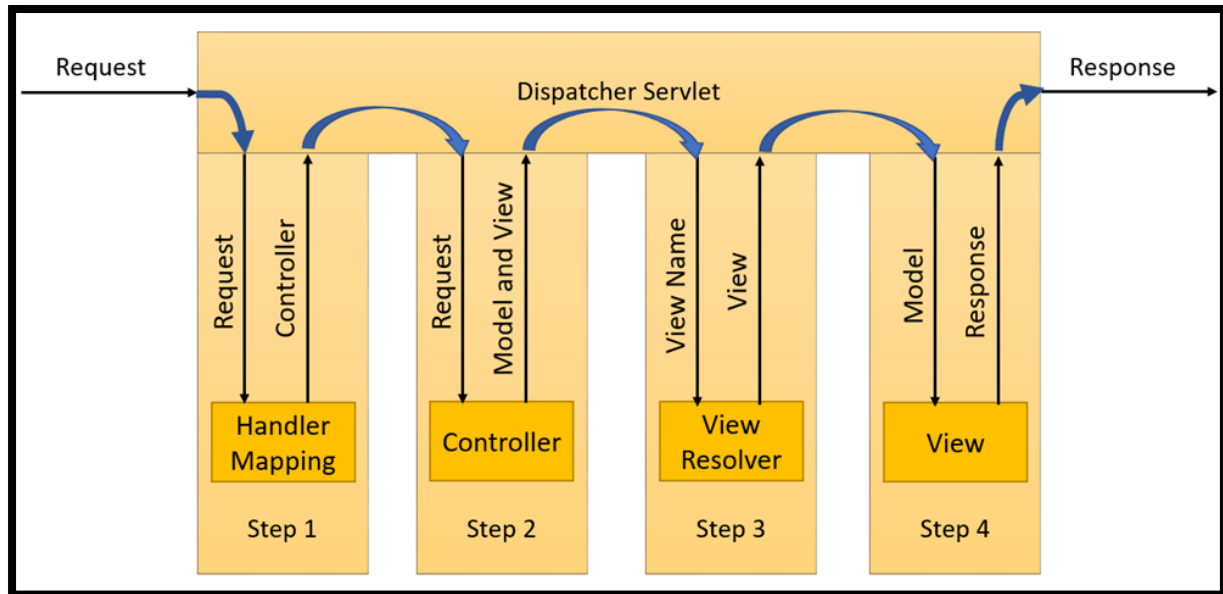 Request
Dispatcher Servlet
Response
Request
Controller
Request
Model and View
View Name
View
Model
Response
Handler
Mapping
Controller
View
Resolver
View
Step 1
Step 2
Step 3
Step 4